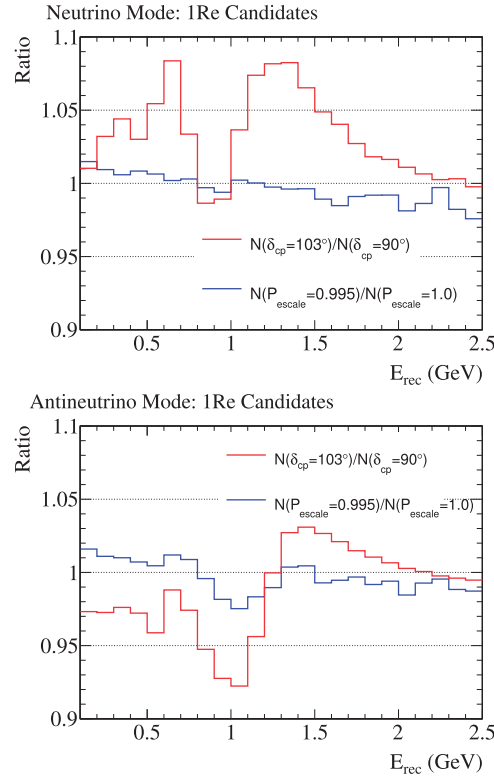 Neutrino Mode: 1Re Candidates
Ratio
1.1
1.05
1
0.95
0.9
N(δcp=103°)/N(δcp=90°)
N(Pescale=0.995)/N(Pescale=1.0)
0.5 1 1.5 2 2.5
Erec (GeV)
Antineutrino Mode: 1Re Candidates
Ratio
1.1
1.05
1
0.95
0.9
N(δcp=103°)/N(δcp=90°)
N(Pescale=0.995)/N(Pescale=1.0)
0.5 1 1.5 2 2.5
Erec (GeV)